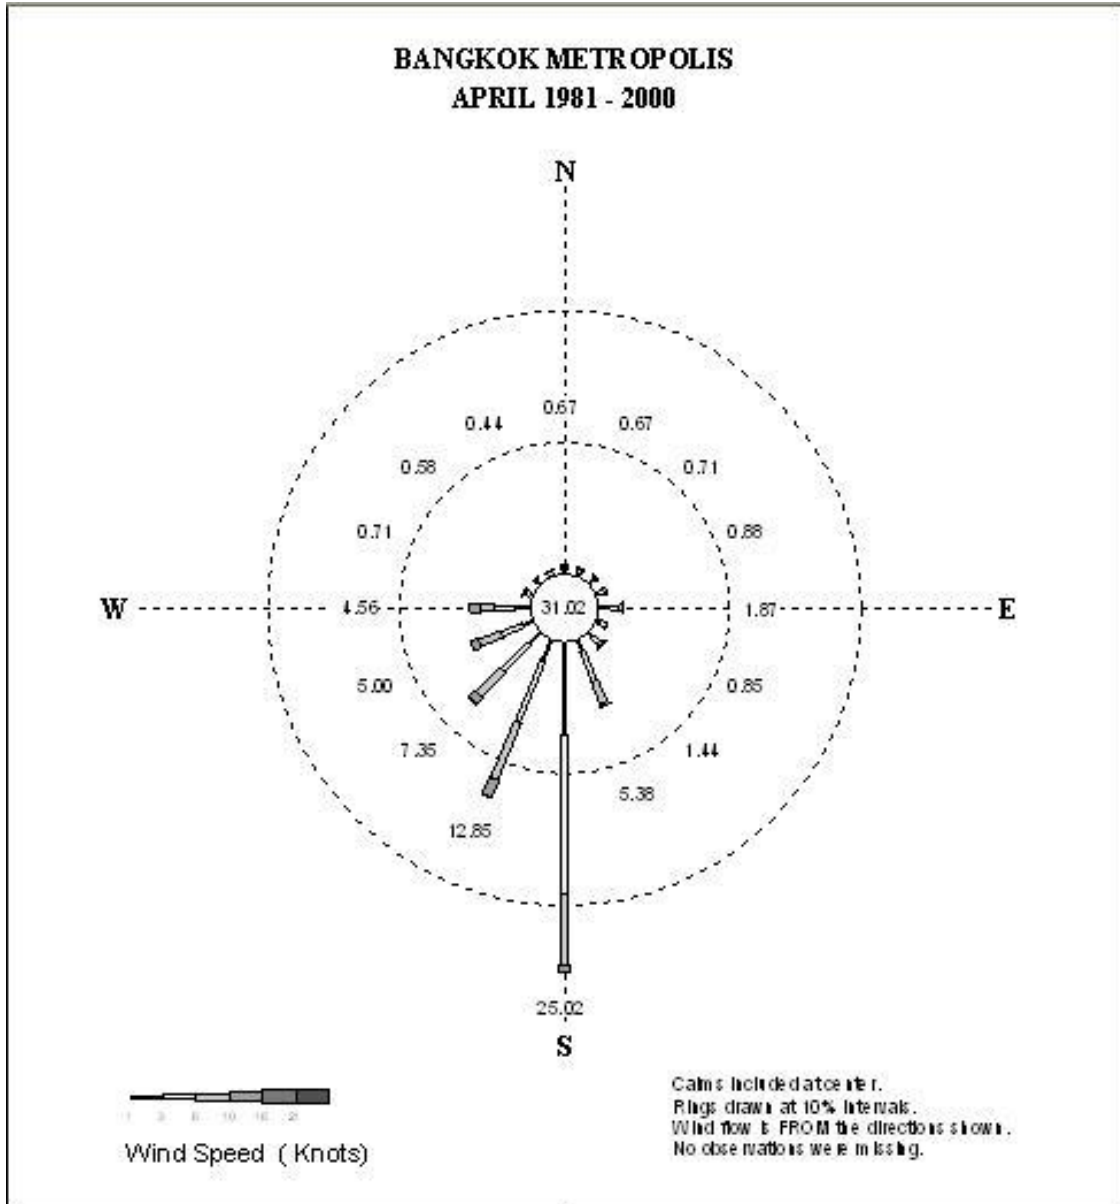 BANGKOK METROPOLIS
APRIL 1981 - 2000
N
0.67
0.44
0.67
0.58
0.71
0.71
0.88
W
4.56
31.02
1.87
E
5.00
0.85
7.35
1.44
5.38
12.85
25.02
S
Calms included at center.
Rings drawn at 10% intervals.
Wind flow is FROM the directions shown.
No observations were missing.
Wind Speed ( Knots)